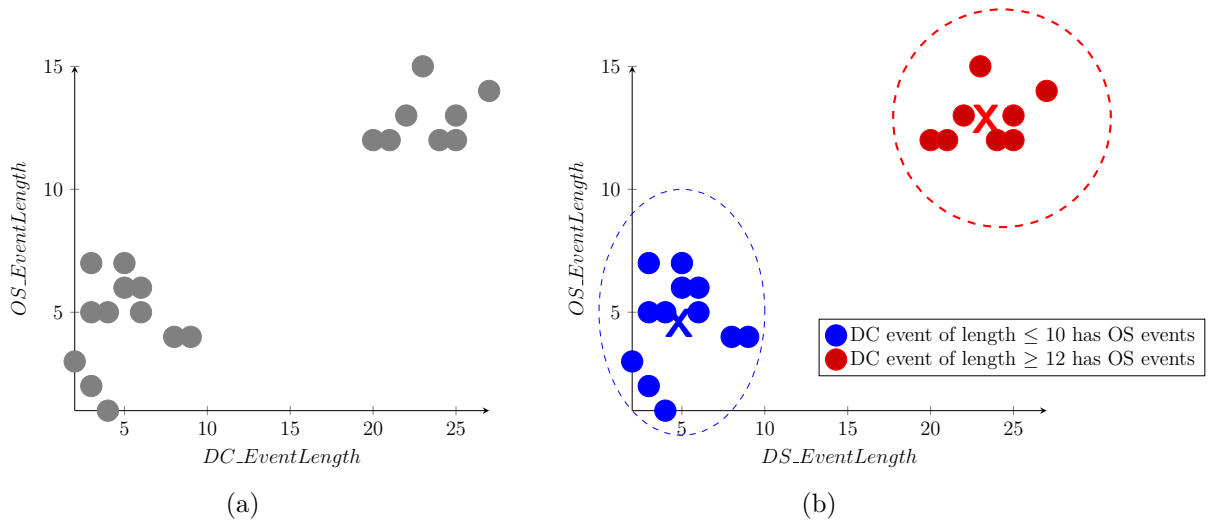 15
10
5
OS_EventLength
5
10
15
20
25
DC_EventLength
(a)
15
10
5
OS_EventLength
X
X
DC event of length ≤ 10 has OS events
DC event of length ≥ 12 has OS events
5
10
15
20
25
DS_EventLength
(b)